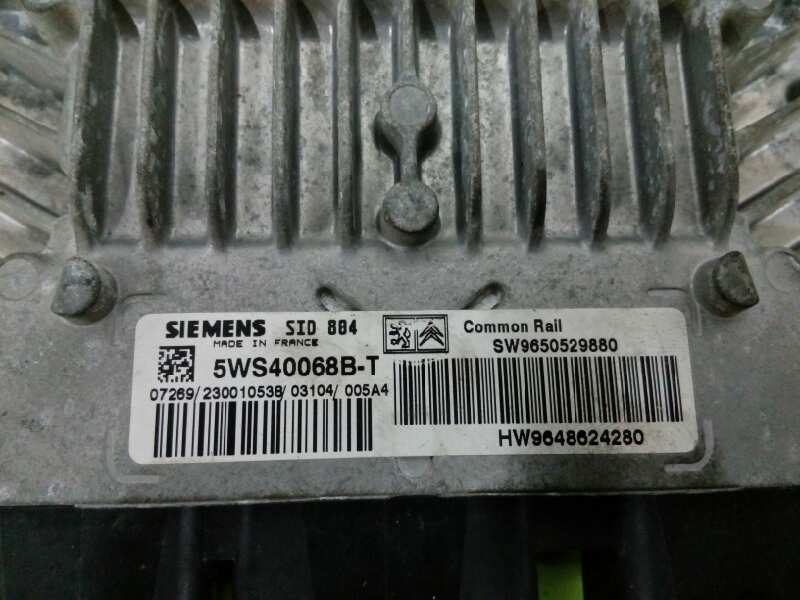 SIEMENS SID 804
MADE IN FRANCE
5WS40068B-T
07269/23001053B/03104/005A4
Common Rail
SW9650529880
HW9648624280